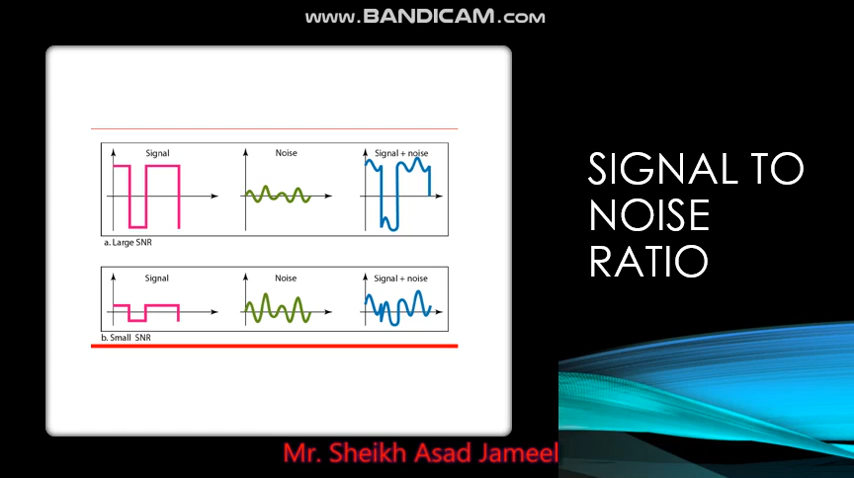 www.BANDICAM.com
Signal
Noise
Signal + noise
a. Large SNR
Signal
Noise
Signal + noise
b. Small SNR
SIGNAL TO
NOISE
RATIO
Mr. Sheikh Asad Jameel